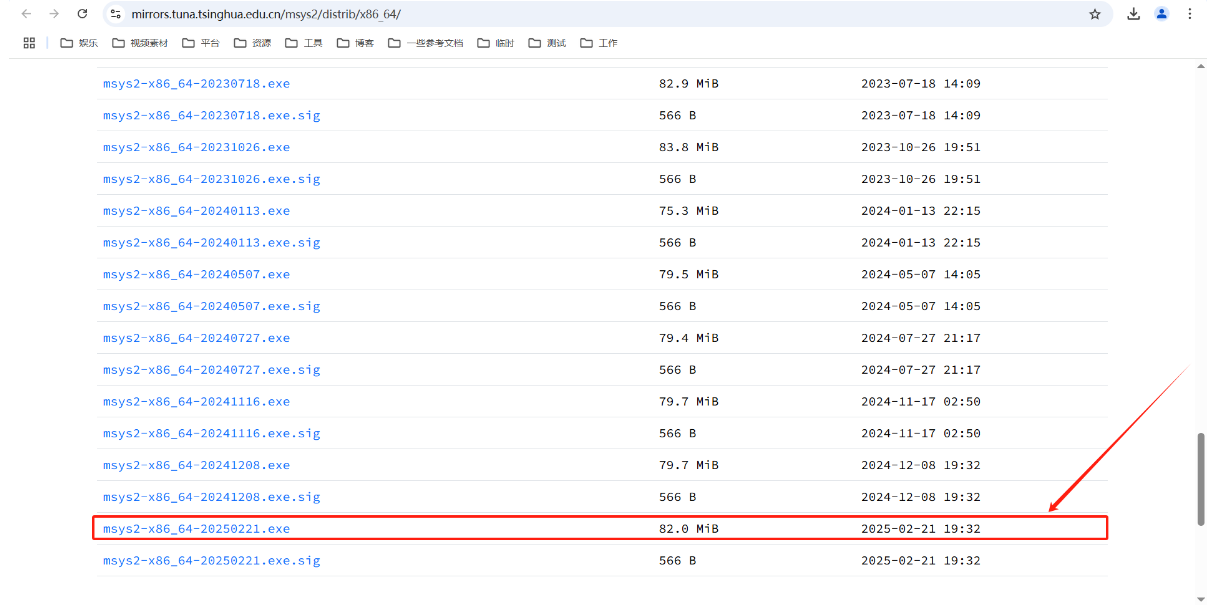 mirrors.tuna.tsinghua.edu.cn/msys2/distrib/x86_64/
娱乐 视频素材 平台 资源 工具 博客 一些参考文档 临时 测试 工作
msys2-x86_64-20230718.exe 82.9 MiB 2023-07-18 14:09
msys2-x86_64-20230718.exe.sig 566 B 2023-07-18 14:09
msys2-x86_64-20231026.exe 83.8 MiB 2023-10-26 19:51
msys2-x86_64-20231026.exe.sig 566 B 2023-10-26 19:51
msys2-x86_64-20240113.exe 75.3 MiB 2024-01-13 22:15
msys2-x86_64-20240113.exe.sig 566 B 2024-01-13 22:15
msys2-x86_64-20240507.exe 79.5 MiB 2024-05-07 14:05
msys2-x86_64-20240507.exe.sig 566 B 2024-05-07 14:05
msys2-x86_64-20240727.exe 79.4 MiB 2024-07-27 21:17
msys2-x86_64-20240727.exe.sig 566 B 2024-07-27 21:17
msys2-x86_64-20241116.exe 79.7 MiB 2024-11-17 02:50
msys2-x86_64-20241116.exe.sig 566 B 2024-11-17 02:50
msys2-x86_64-20241208.exe 79.7 MiB 2024-12-08 19:32
msys2-x86_64-20241208.exe.sig 566 B 2024-12-08 19:32
msys2-x86_64-20250221.exe 82.0 MiB 2025-02-21 19:32
msys2-x86_64-20250221.exe.sig 566 B 2025-02-21 19:32